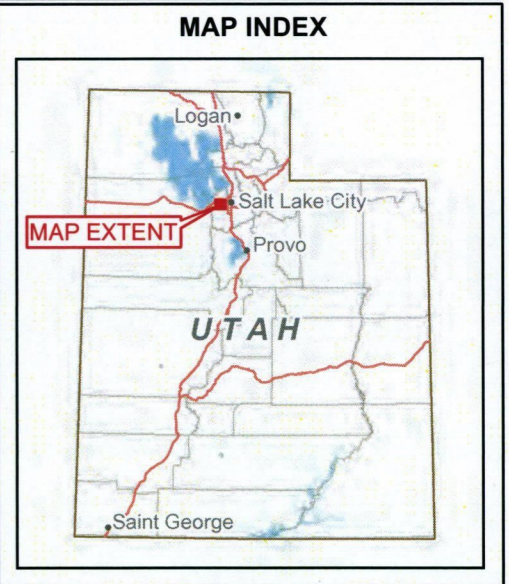 MAP INDEX
Logan
Salt Lake City
MAP EXTENT
Provo
UTAH
Saint George